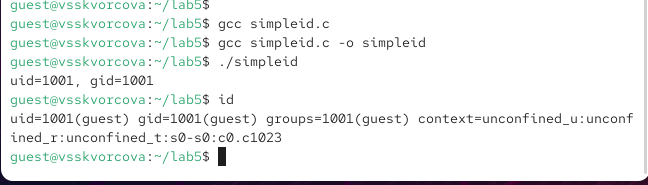 guest@vsskvorcova:~/lab5$
guest@vsskvorcova:~/lab5$ gcc simpleid.c
guest@vsskvorcova:~/lab5$ gcc simpleid.c -o simpleid
guest@vsskvorcova:~/lab5$ ./simpleid
uid=1001, gid=1001
guest@vsskvorcova:~/lab5$ id
uid=1001(guest) gid=1001(guest) groups=1001(guest) context=unconfined_u:unconf
ined_r:unconfined_t:s0-s0:c0.c1023
guest@vsskvorcova:~/lab5$